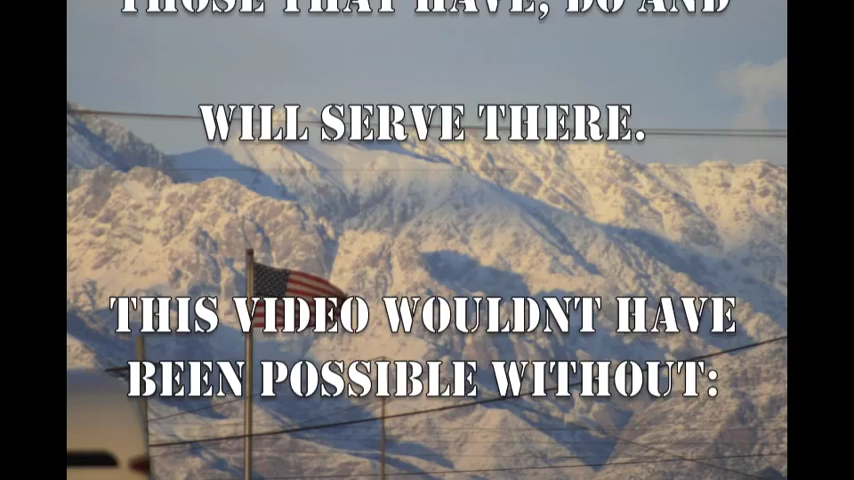 THOSE THAT HAVE, DO AND
WILL SERVE THERE.
THIS VIDEO WOULDNT HAVE
BEEN POSSIBLE WITHOUT: